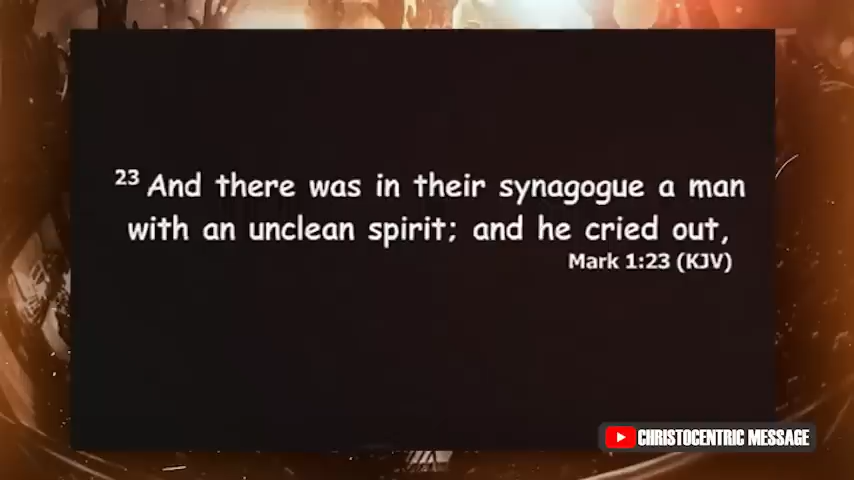 23 And there was in their synagogue a man
with an unclean spirit; and he cried out,
Mark 1:23 (KJV)
CHRISTOCENTRIC MESSAGE